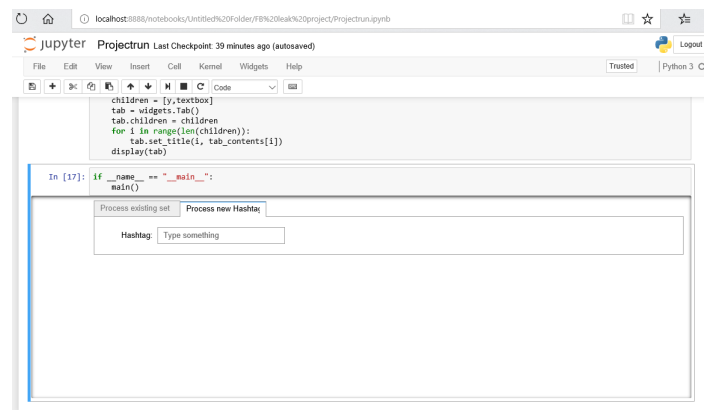 localhost:8888/notebooks/Untitled%20Folder/FB%20leak%20project/Projectrun.ipynb
jupyter Projectrun Last Checkpoint: 39 minutes ago (autosaved)
Logout
File Edit View Insert Cell Kernel Widgets Help
Trusted Python 3
Code
children = [y,textbox]
tab = widgets.Tab()
tab.children = children
for i in range(len(children)):
tab.set_title(i, tab_contents[i])
display(tab)
In [17]: if __name__ == "__main__":
main()
Process existing set Process new Hashtag
Hashtag: Type something